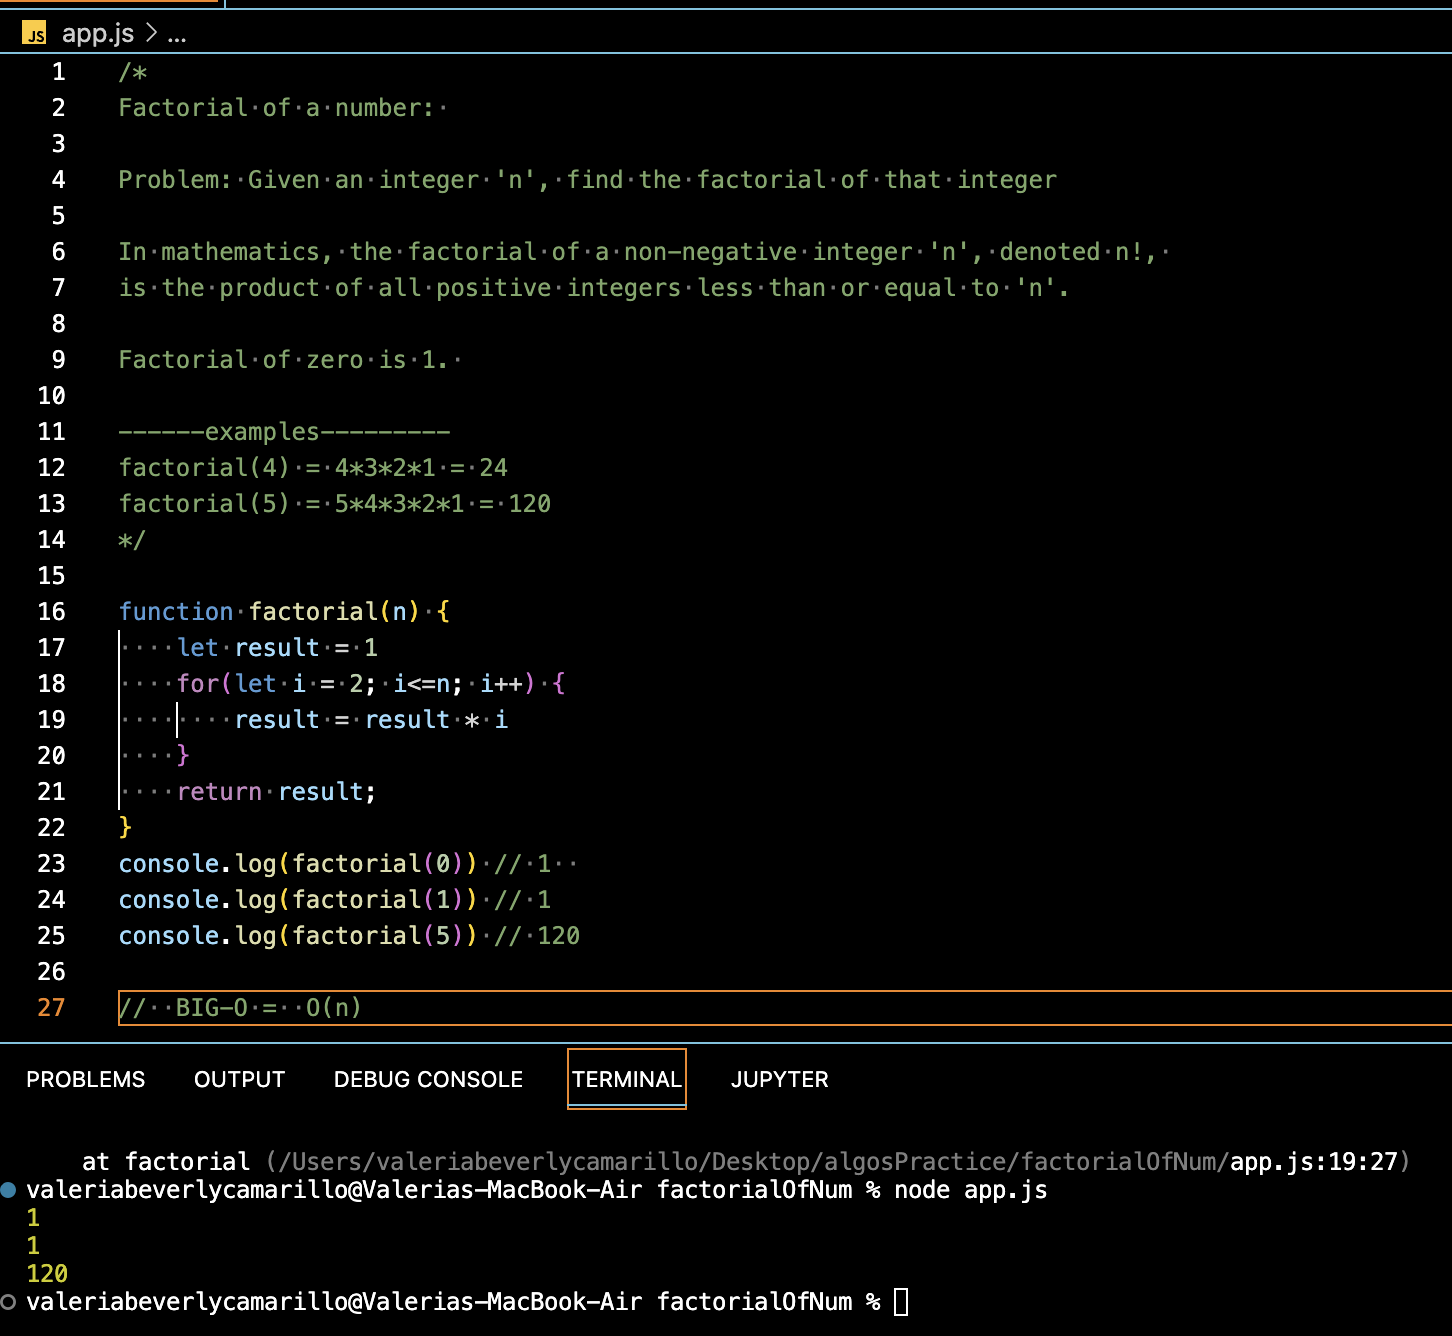 JS app.js > ...
1 /*
2 Factorial of a number:
3
4 Problem: Given an integer 'n', find the factorial of that integer
5
6 In mathematics, the factorial of a non-negative integer 'n', denoted n!,
7 is the product of all positive integers less than or equal to 'n'.
8
9 Factorial of zero is 1.
10
11 ------examples---------
12 factorial(4) = 4*3*2*1 = 24
13 factorial(5) = 5*4*3*2*1 = 120
14 */
15
16 function factorial(n) {
17     let result = 1
18     for(let i = 2; i<=n; i++) {
19         result = result * i
20     }
21     return result;
22 }
23 console.log(factorial(0)) // 1
24 console.log(factorial(1)) // 1
25 console.log(factorial(5)) // 120
26
27 //  BIG-O =  O(n)
PROBLEMS OUTPUT DEBUG CONSOLE TERMINAL JUPYTER
    at factorial (/Users/valeriabeverlycamarillo/Desktop/algosPractice/factorialOfNum/app.js:19:27)
valeriabeverlycamarillo@Valerias-MacBook-Air factorialOfNum % node app.js
1
1
120
valeriabeverlycamarillo@Valerias-MacBook-Air factorialOfNum %